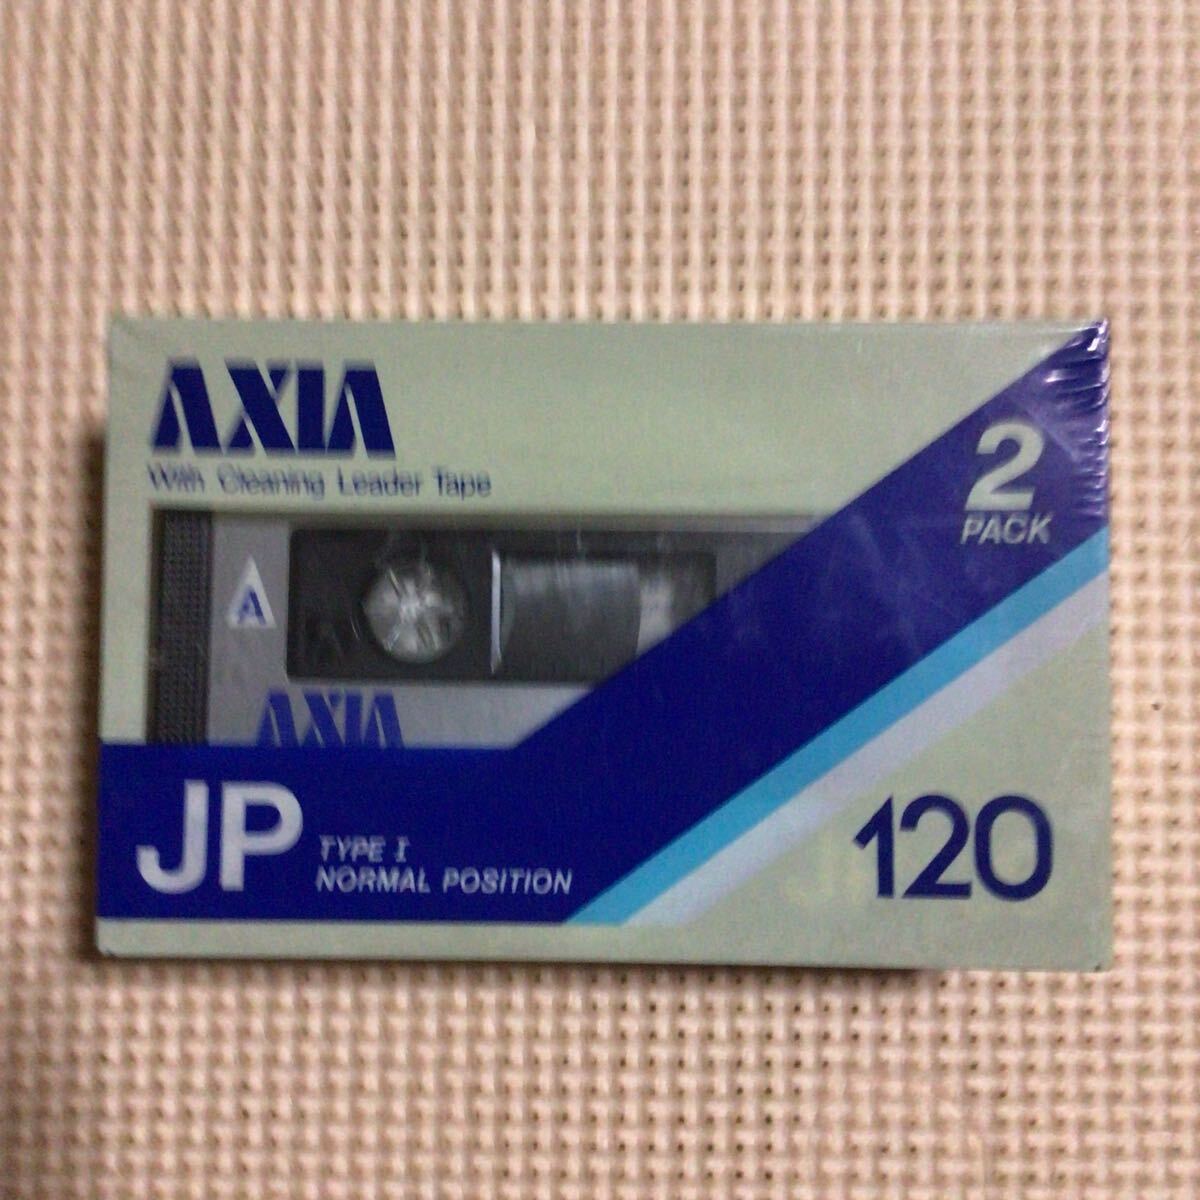 AXIA
With Cleaning Leader Tape
2
PACK
A
AXIA
JP
TYPE I
NORMAL POSITION
120